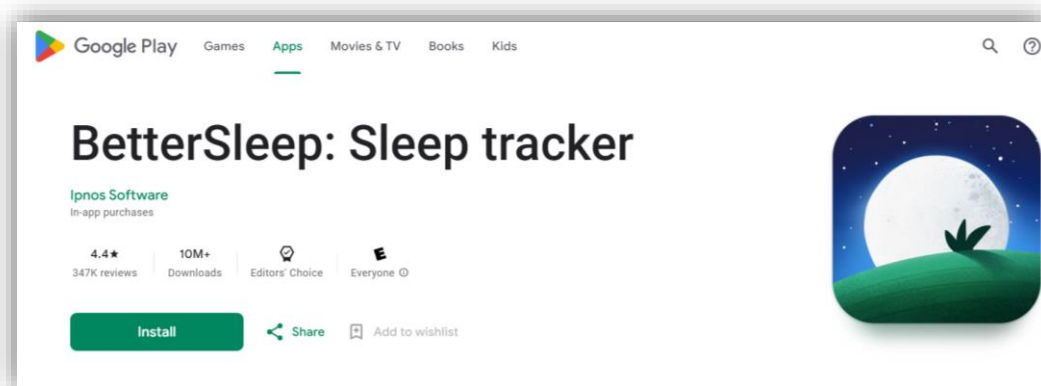 Google Play Games Apps Movies & TV Books Kids
BetterSleep: Sleep tracker
Ipnos Software
In-app purchases
4.4★ 10M+ E
347K reviews Downloads Editors' Choice Everyone
Install Share Add to wishlist